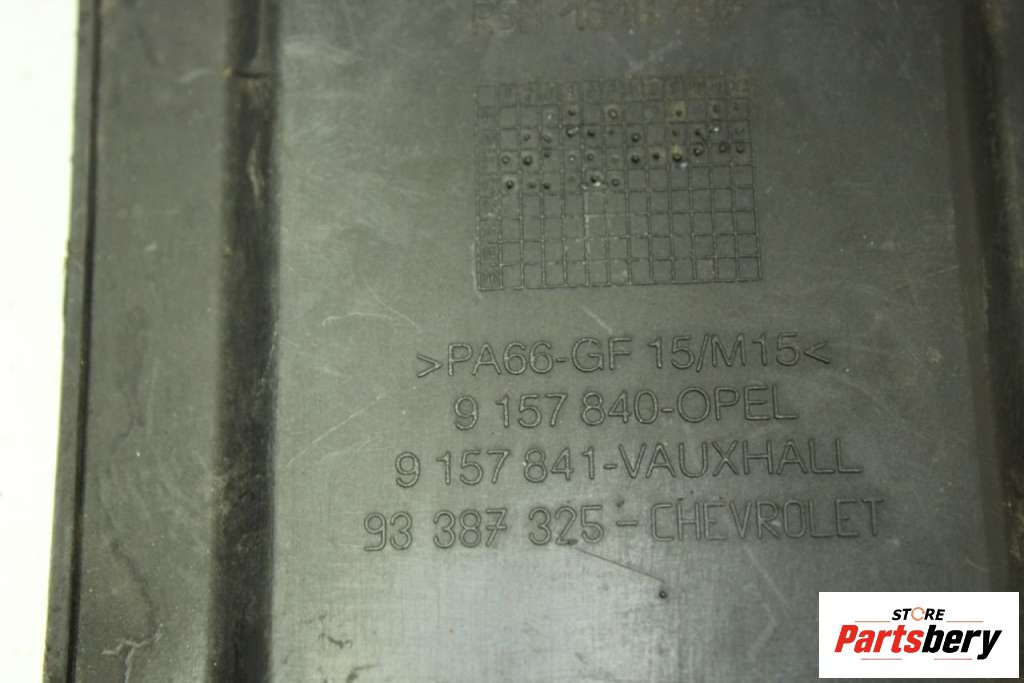 >PA66-GF 15/M15<
9 157 840-OPEL
9 157 841-VAUXHALL
93 387 325-CHEVROLET
STORE
Partsbery